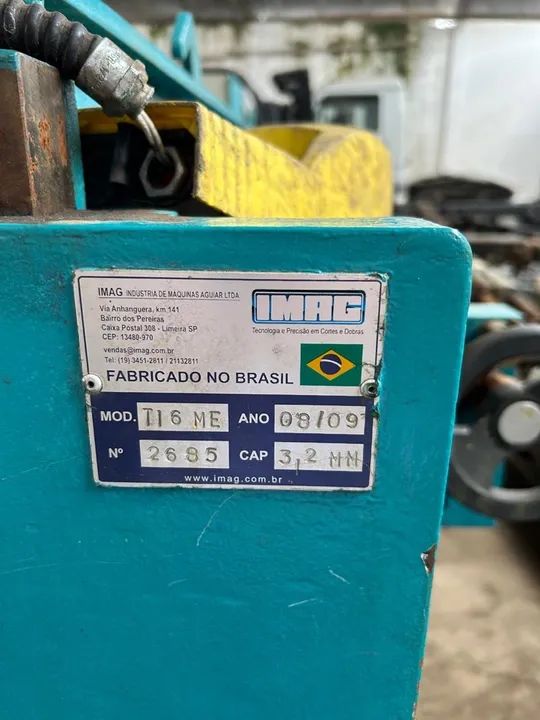 IMAG INDÚSTRIA DE MAQUINAS AGUIAR LTDA
Via Anhanguera, km 141
Bairro dos Pereiras
Caixa Postal 308 - Limeira SP
CEP: 13480-970
vendas@imag.com.br
Tel: (19) 3451-2811 / 21132811
IMAG
Tecnologia e Precisão em Cortes e Dobras
FABRICADO NO BRASIL
MOD. T16 ME ANO 08/09
Nº 2685 CAP 3,2 MM
www.imag.com.br